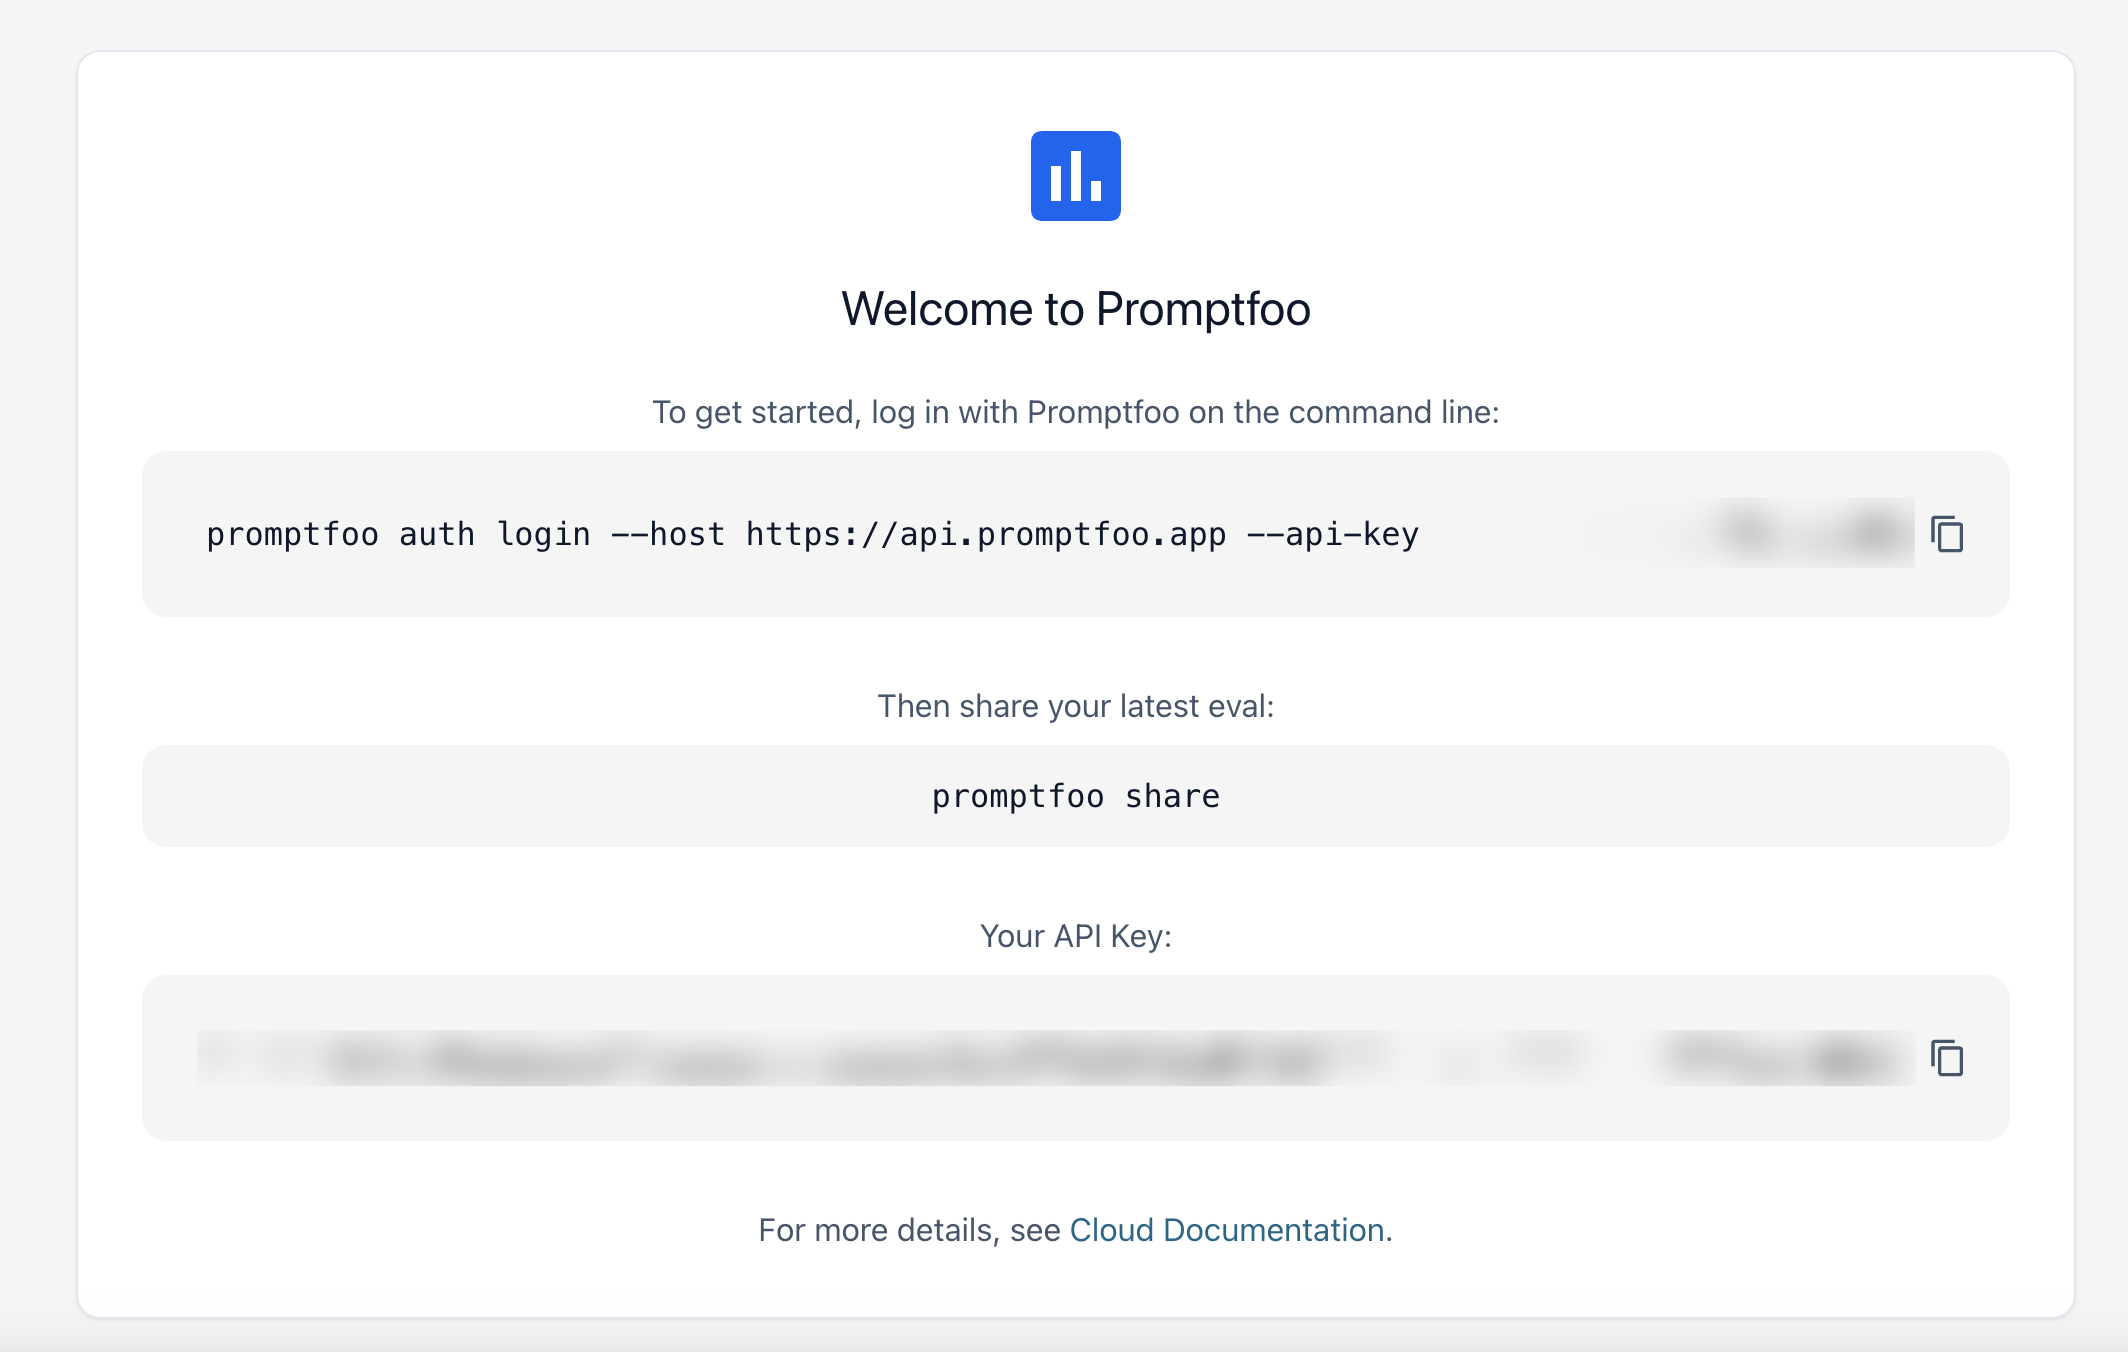 Welcome to Promptfoo
To get started, log in with Promptfoo on the command line:
promptfoo auth login --host https://api.promptfoo.app --api-key
Then share your latest eval:
promptfoo share
Your API Key:
For more details, see Cloud Documentation.